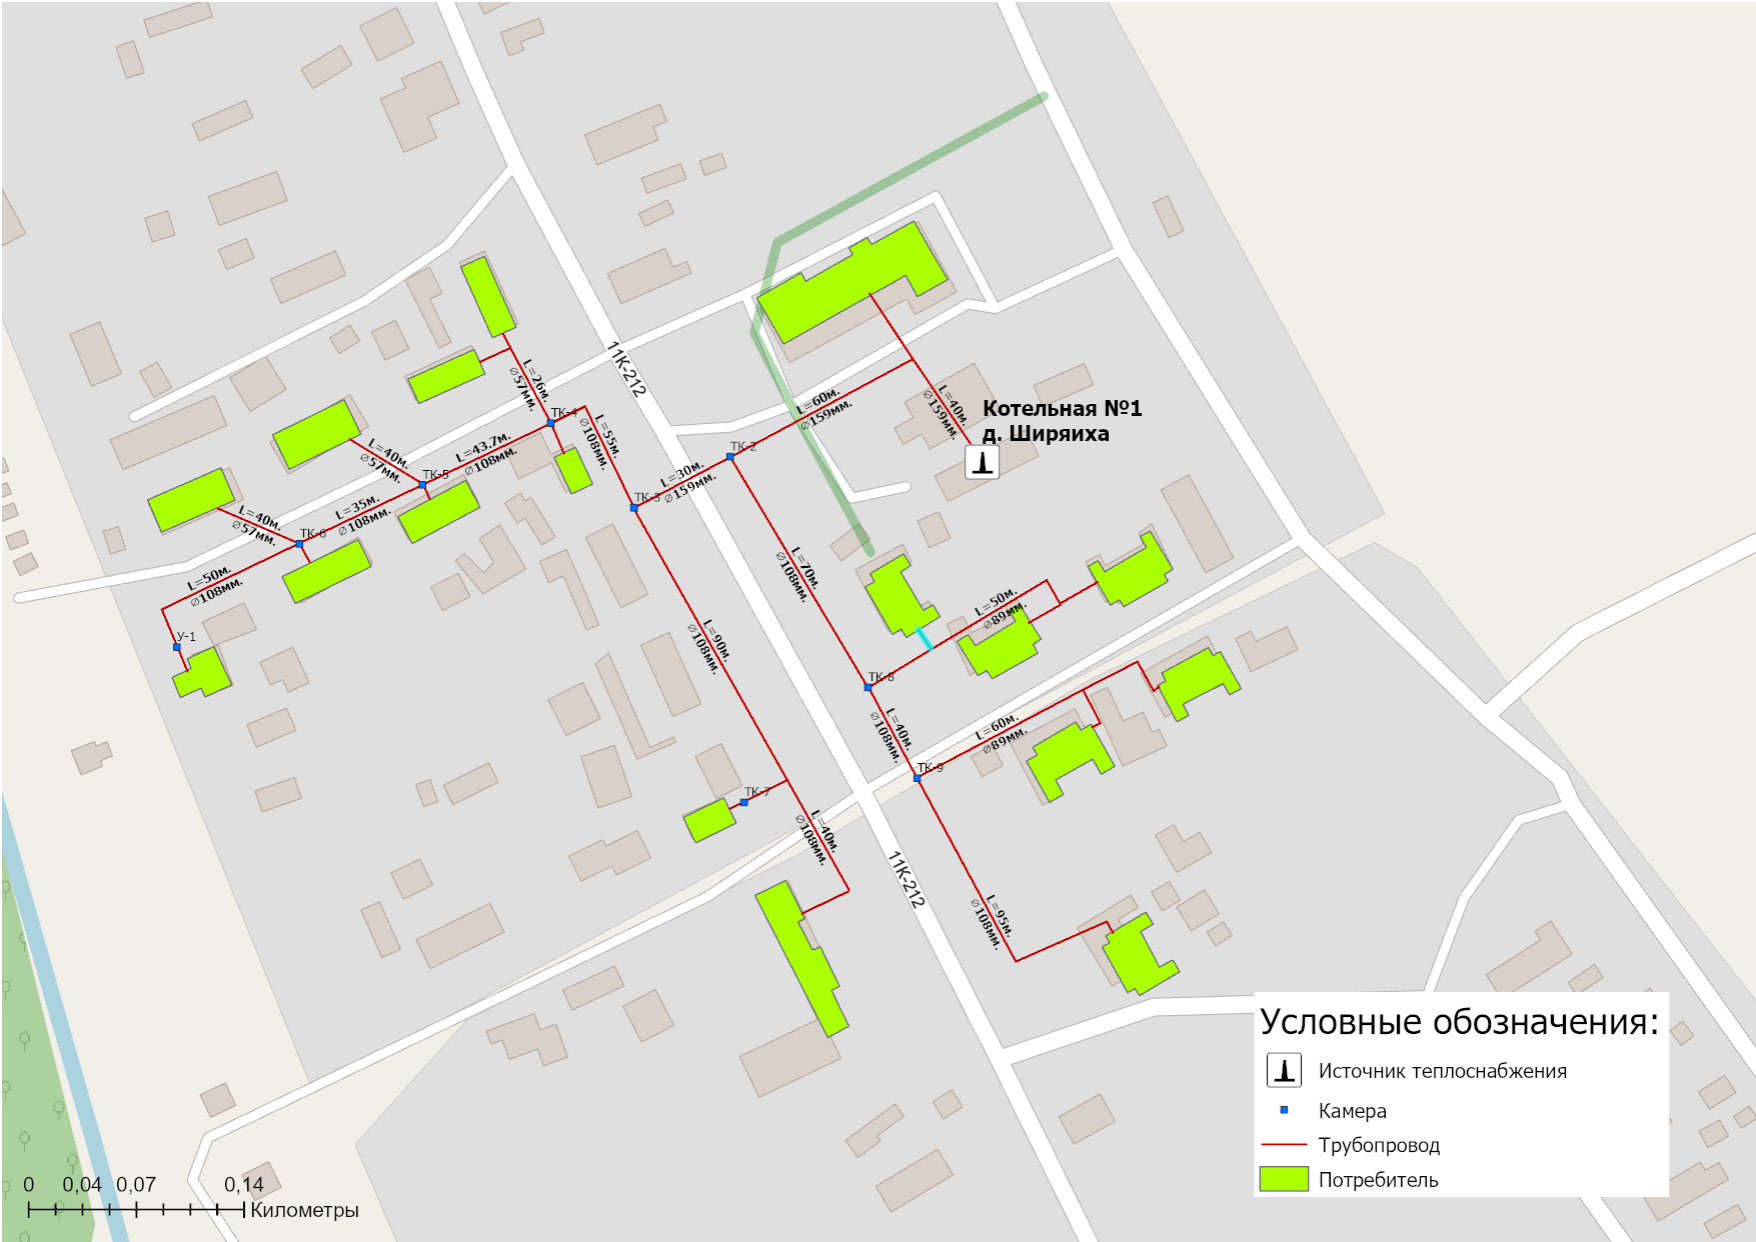 11К-212
L=26м.
∅57мм.
ТК-4
L=55м.
∅108мм.
L=60м.
∅159мм.
L=40м.
∅159мм.
Котельная №1
д. Ширяиха
L=40м.
∅57мм.
L=43.7м.
∅108мм.
ТК-2
L=30м.
∅159мм.
ТК-5
ТК-3
L=40м.
∅57мм.
L=35м.
∅108мм.
ТК-6
L=50м.
∅108мм.
L=70м.
∅108мм.
L=50м.
∅89мм.
У-1
L=90м.
∅108мм.
ТК-8
L=40м.
∅108мм.
L=60м.
∅89мм.
ТК-9
ТК-7
L=40м.
∅108мм.
11К-212
L=95м.
∅108мм.
Условные обозначения:
Источник теплоснабжения
Камера
Трубопровод
Потребитель
0 0,04 0,07 0,14
Километры